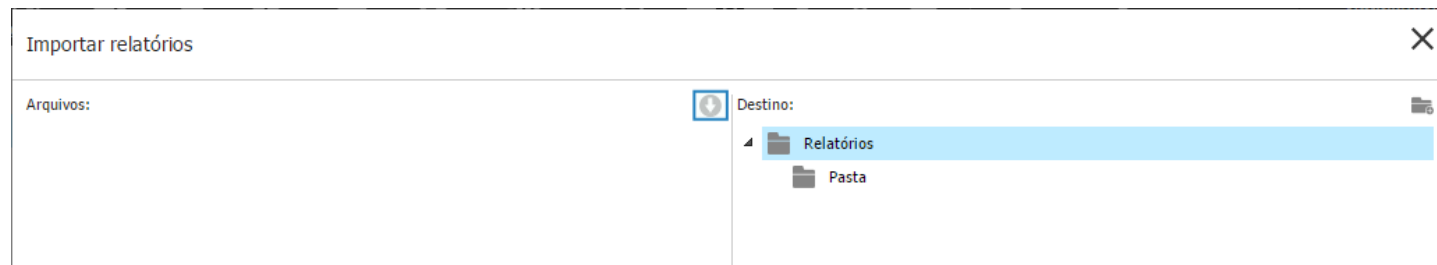 Importar relatórios
Arquivos:
Destino:
Relatórios
Pasta